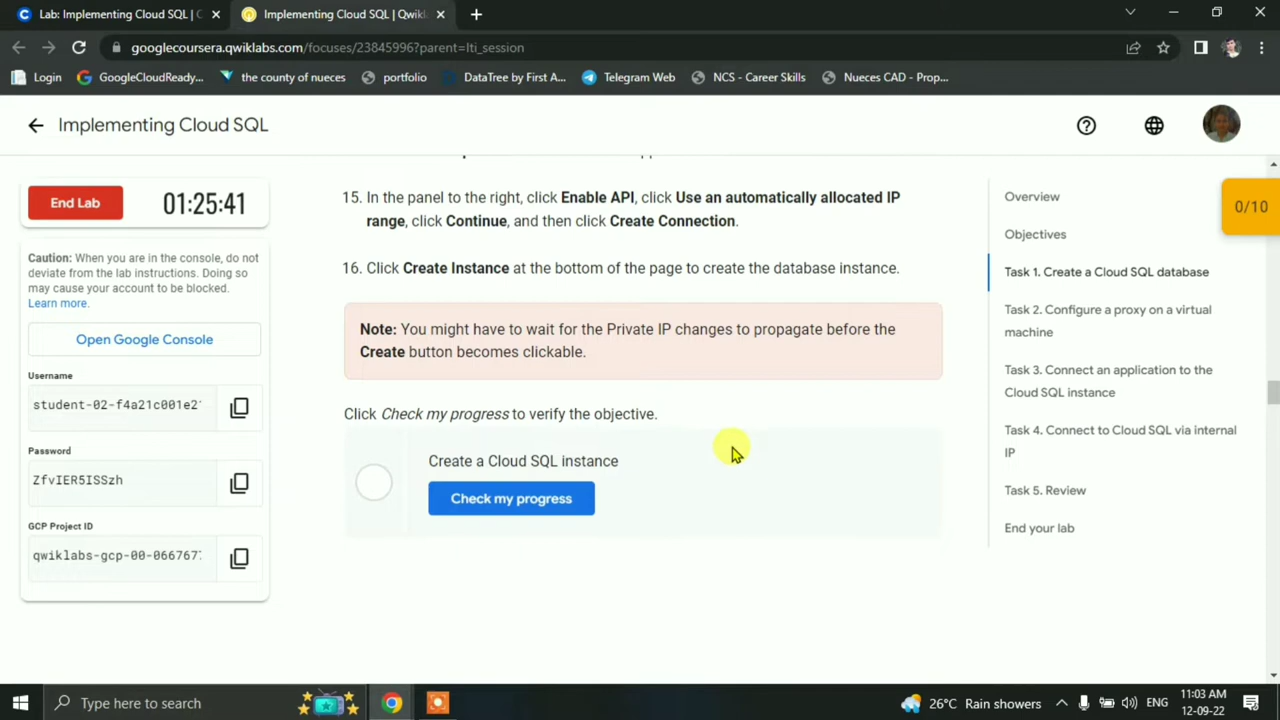 Lab: Implementing Cloud SQL | C
Implementing Cloud SQL | Qwikl
googlecoursera.qwiklabs.com/focuses/23845996?parent=lti_session
Login
GoogleCloudReady...
the county of nueces
portfolio
DataTree by First A...
Telegram Web
NCS - Career Skills
Nueces CAD - Prop...
Implementing Cloud SQL
End Lab
01:25:41
Caution: When you are in the console, do not
deviate from the lab instructions. Doing so
may cause your account to be blocked.
Learn more.
Open Google Console
Username
student-02-f4a21c001e2
Password
ZfvIER5ISSzh
GCP Project ID
qwiklabs-gcp-00-066767
15. In the panel to the right, click Enable API, click Use an automatically allocated IP
range, click Continue, and then click Create Connection.
16. Click Create Instance at the bottom of the page to create the database instance.
Note: You might have to wait for the Private IP changes to propagate before the
Create button becomes clickable.
Click Check my progress to verify the objective.
Create a Cloud SQL instance
Check my progress
Overview
Objectives
Task 1. Create a Cloud SQL database
Task 2. Configure a proxy on a virtual
machine
Task 3. Connect an application to the
Cloud SQL instance
Task 4. Connect to Cloud SQL via internal
IP
Task 5. Review
End your lab
0/10
Type here to search
26°C Rain showers
ENG
11:03 AM
12-09-22